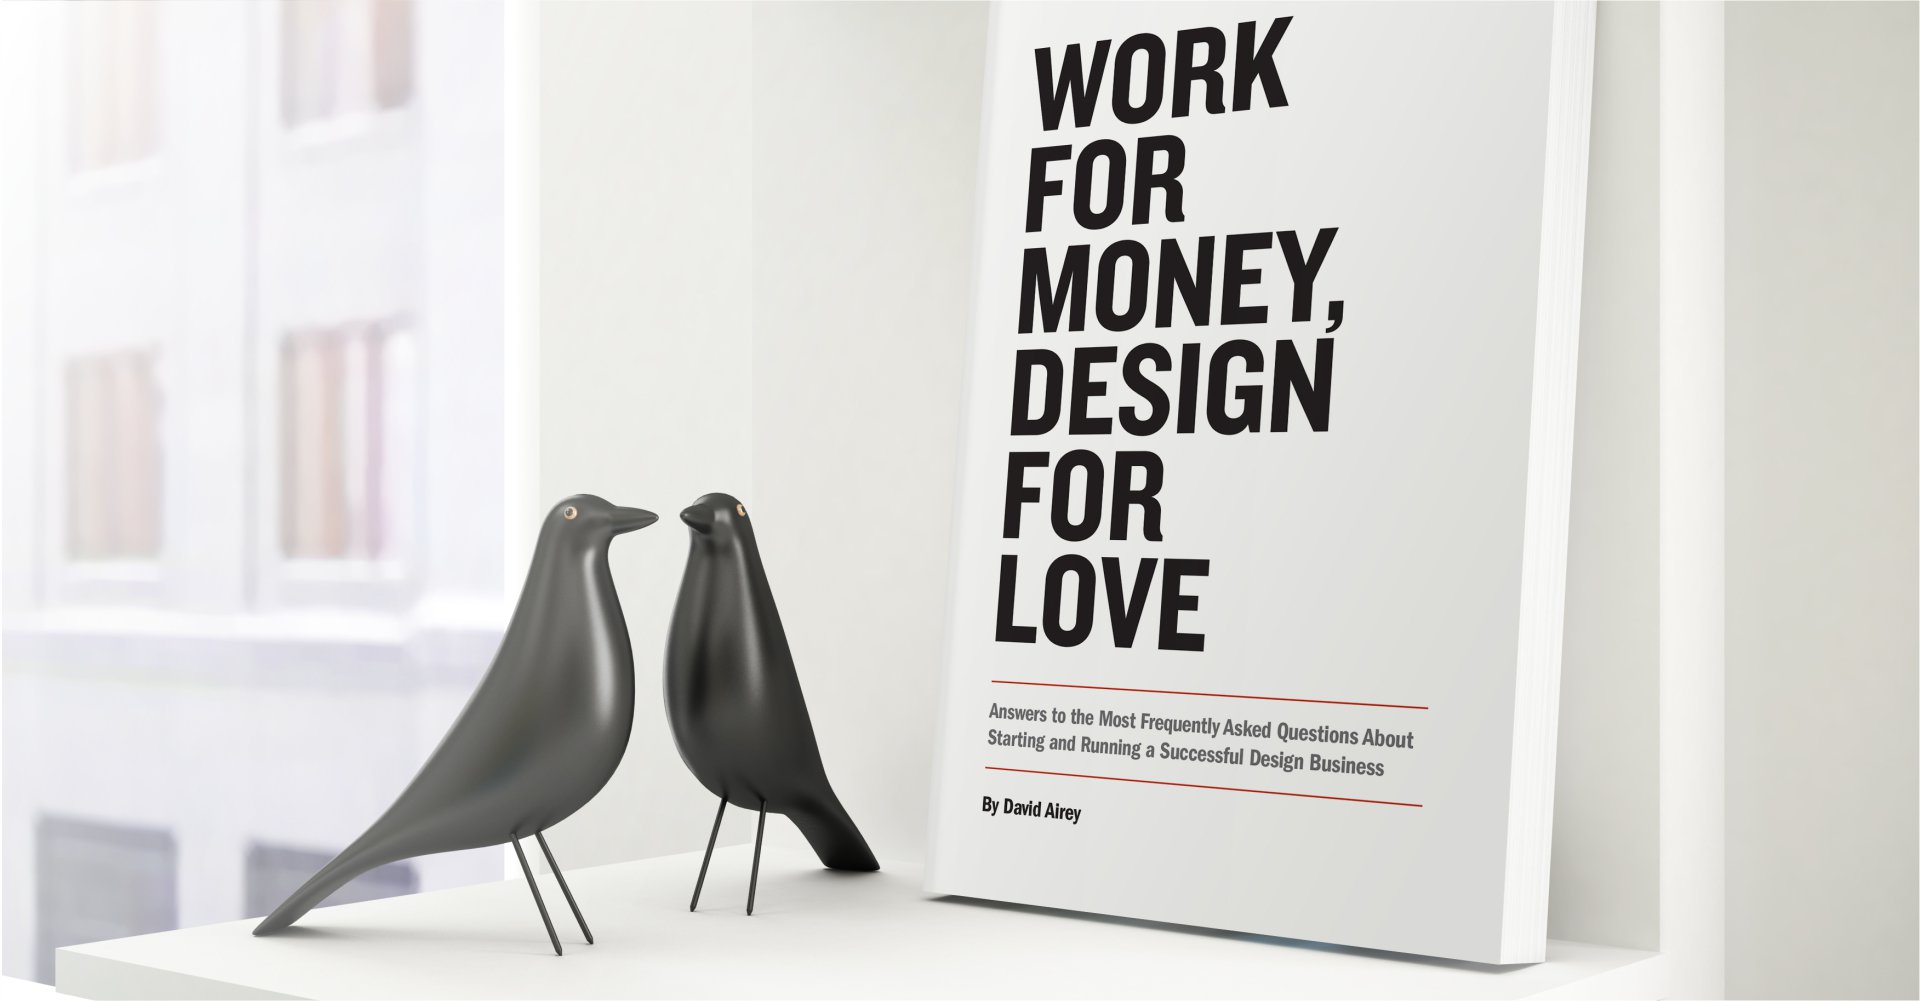 WORK
FOR
MONEY,
DESIGN
FOR
LOVE
Answers to the Most Frequently Asked Questions About
Starting and Running a Successful Design Business
By David Airey